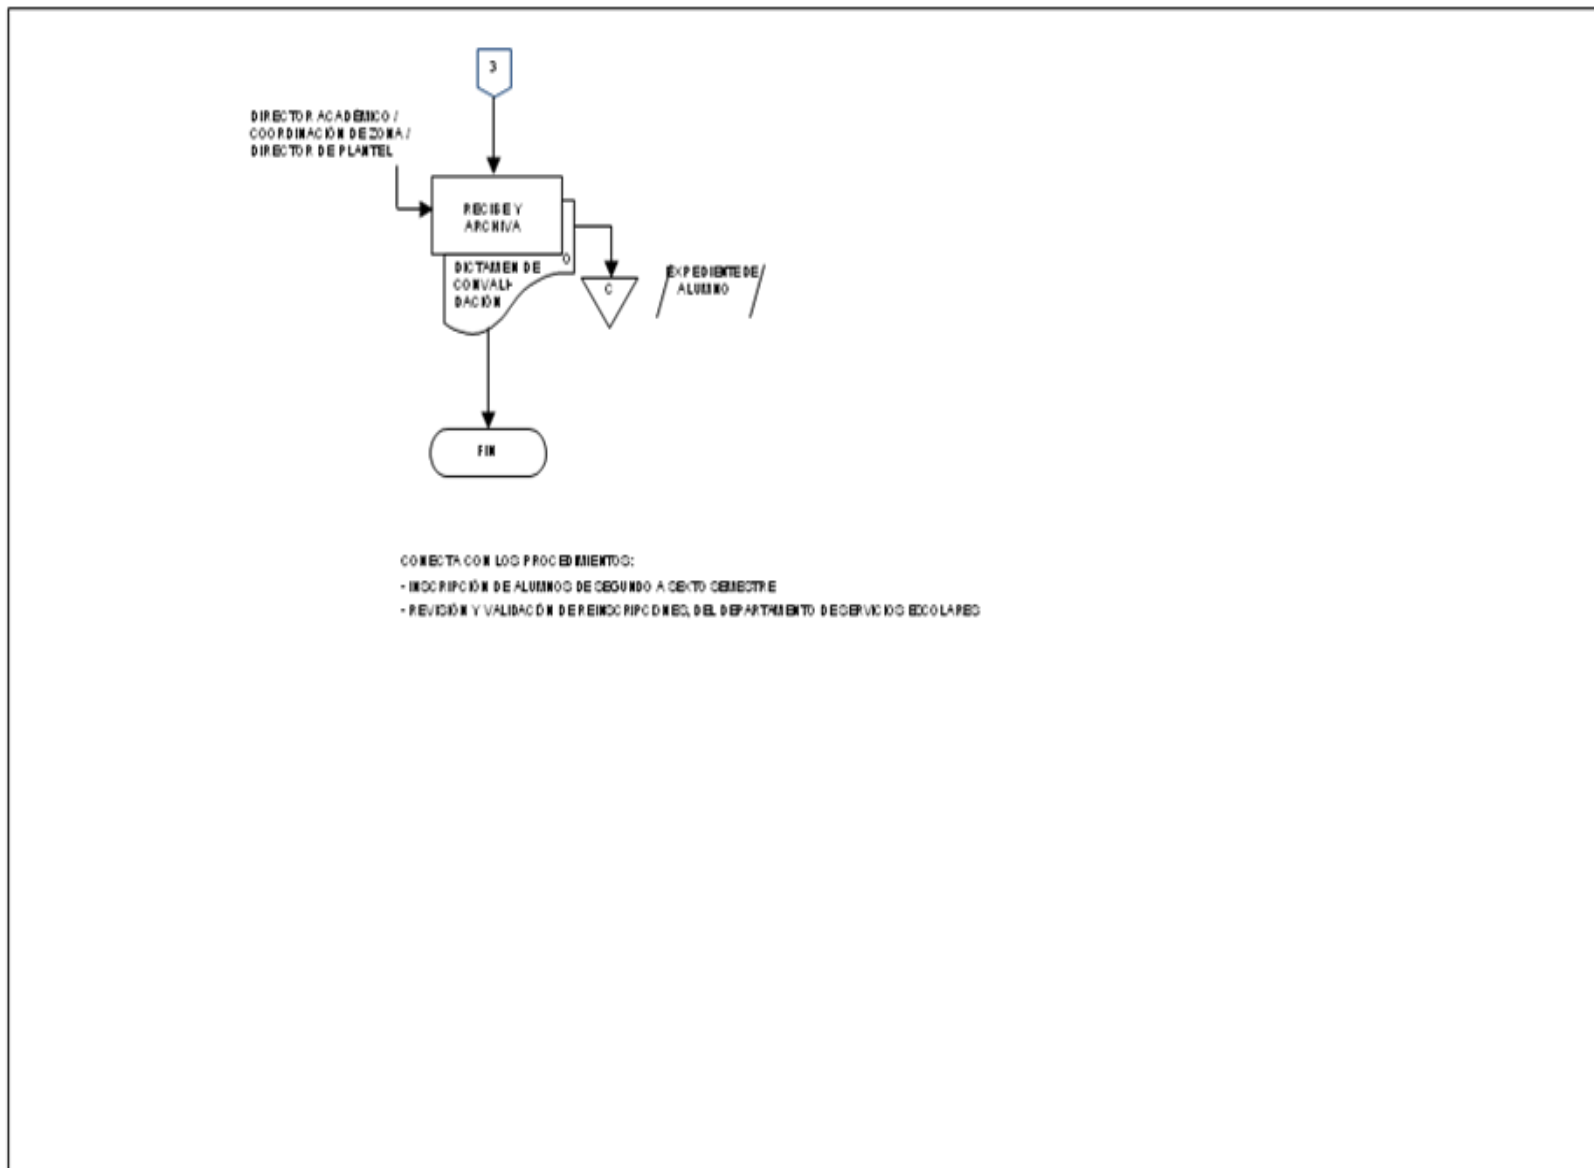 3
DIRECTOR ACADÉMICO /
COORDINACIÓN DE ZONA /
DIRECTOR DE PLANTEL
RECIBE Y
ARCHIVA
O
DICTAMEN DE
CONVALI-
DACIÓN
C
EXPEDIENTE DE
ALUMNO
FIN
CONECTA CON LOS PROCEDIMIENTOS:
- INSCRIPCIÓN DE ALUMNOS DE SEGUNDO A SEXTO SEMESTRE
- REVISIÓN Y VALIDACIÓN DE REINSCRIPCIONES, DEL DEPARTAMENTO DE SERVICIOS ESCOLARES